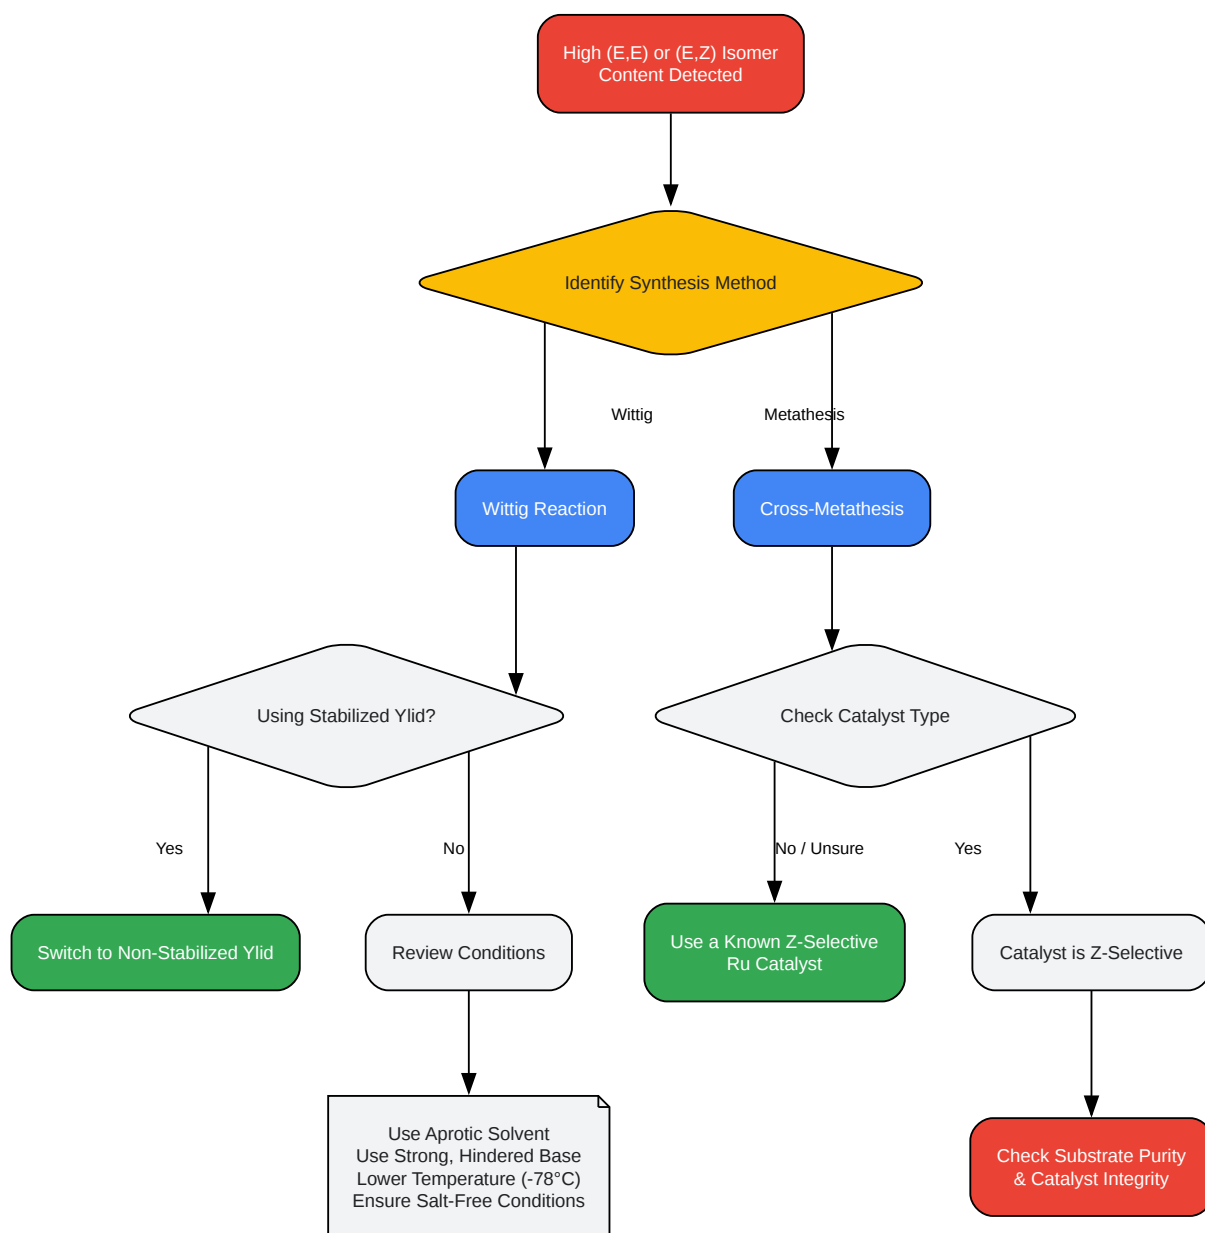 High (E,E) or (E,Z) Isomer
Content Detected
Identify Synthesis Method
Wittig
Metathesis
Wittig Reaction
Cross-Metathesis
Using Stabilized Ylid?
Check Catalyst Type
Yes
No
No / Unsure
Yes
Switch to Non-Stabilized Ylid
Review Conditions
Use a Known Z-Selective
Ru Catalyst
Catalyst is Z-Selective
Use Aprotic Solvent
Use Strong, Hindered Base
Lower Temperature (-78°C)
Ensure Salt-Free Conditions
Check Substrate Purity
& Catalyst Integrity